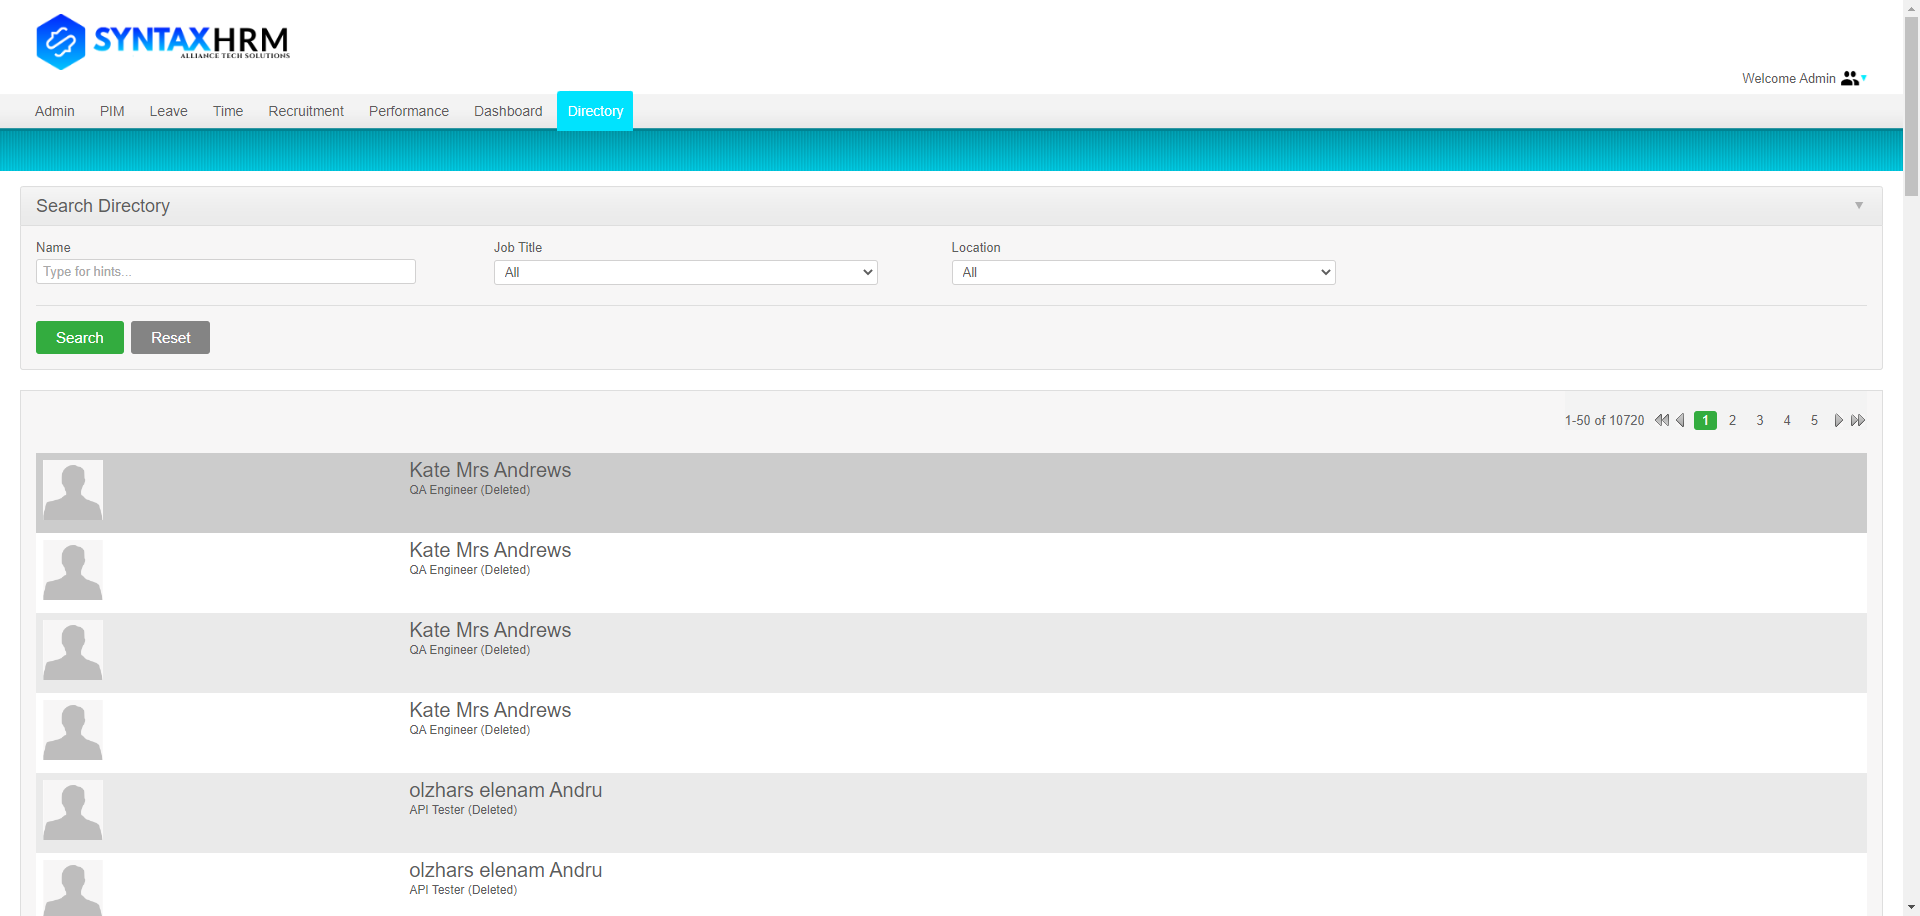 SYNTAXHRM
ALLIANCE TECH SOLUTIONS
Welcome Admin
Admin PIM Leave Time Recruitment Performance Dashboard Directory
Search Directory
Name Job Title Location
Type for hints... All All
Search Reset
1-50 of 10720 1 2 3 4 5
Kate Mrs Andrews
QA Engineer (Deleted)
Kate Mrs Andrews
QA Engineer (Deleted)
Kate Mrs Andrews
QA Engineer (Deleted)
Kate Mrs Andrews
QA Engineer (Deleted)
olzhars elenam Andru
API Tester (Deleted)
olzhars elenam Andru
API Tester (Deleted)